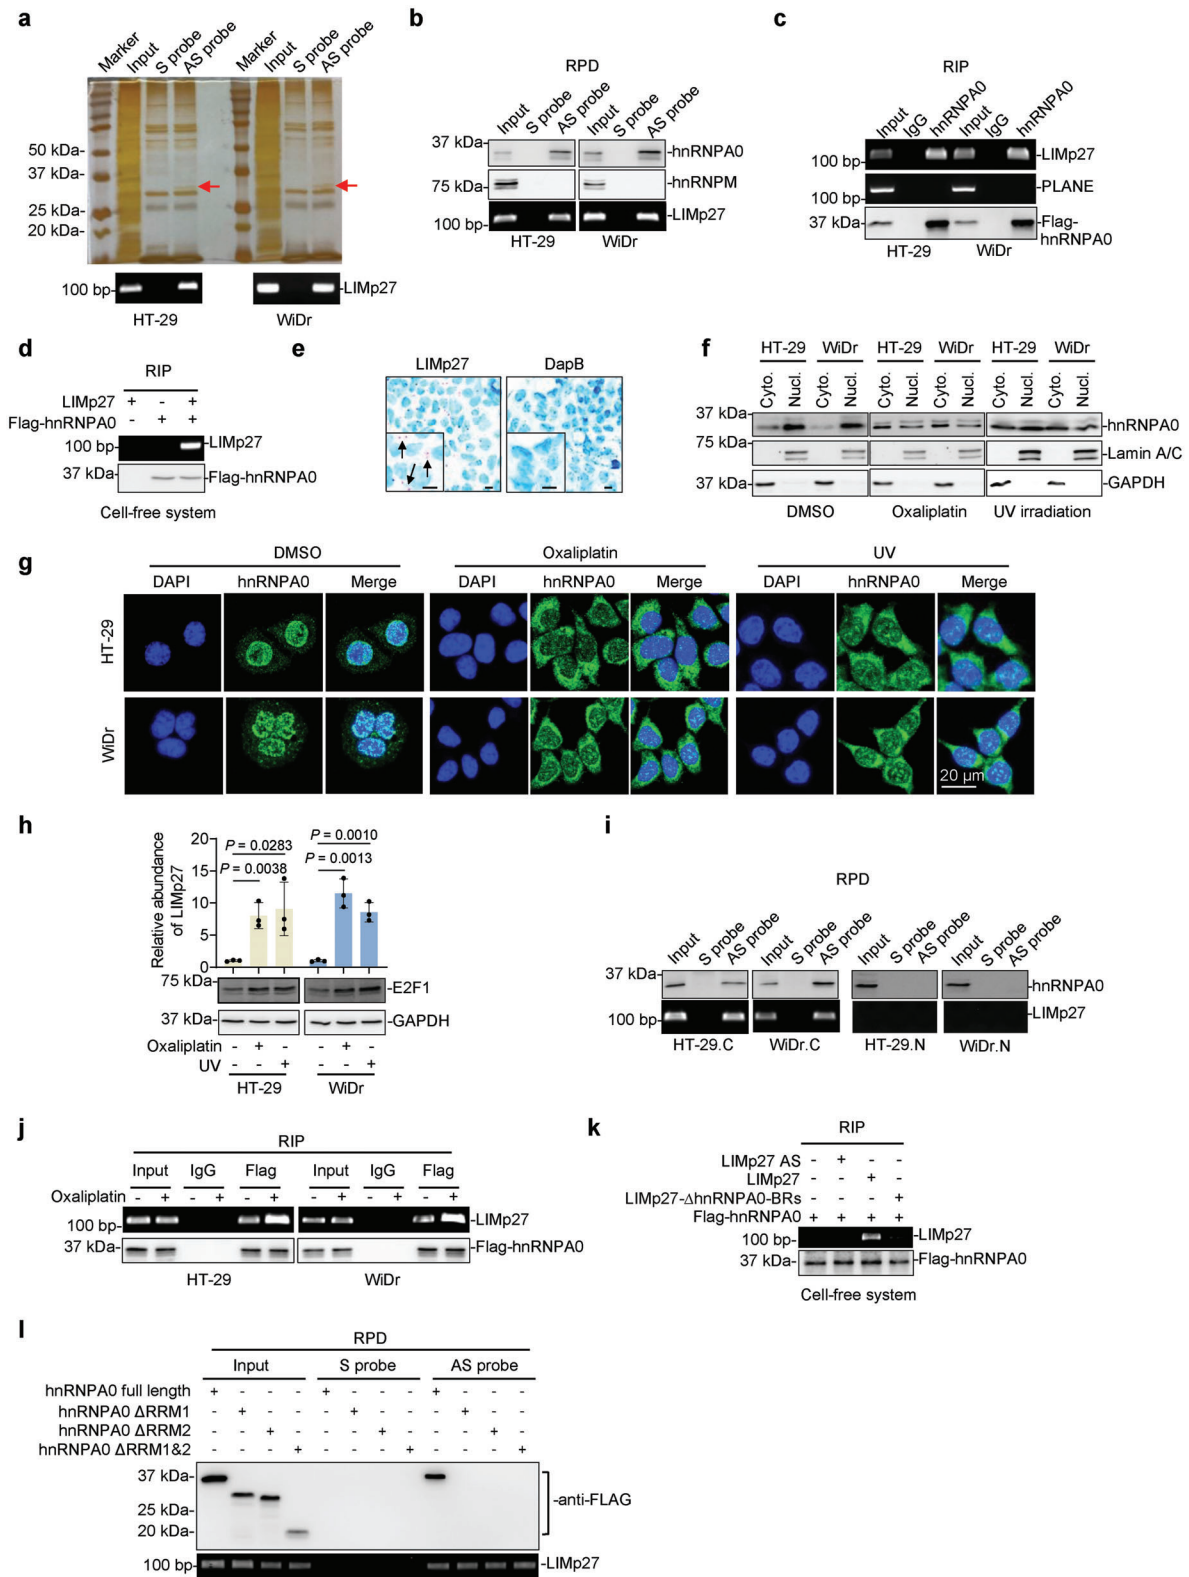 a
Marker
Input
S probe
AS probe
Marker
Input
S probe
AS probe
50 kDa-
37 kDa-
25 kDa-
20 kDa-
100 bp-
-LIMp27
HT-29
WiDr
b
RPD
Input
S probe
AS probe
Input
S probe
AS probe
37 kDa-
-hnRNPA0
75 kDa-
-hnRNPM
100 bp-
-LIMp27
HT-29
WiDr
c
RIP
Input
IgG
hnRNPA0
Input
IgG
hnRNPA0
100 bp-
-LIMp27
100 bp-
-PLANE
37 kDa-
-Flag-
hnRNPA0
HT-29
WiDr
d
RIP
LIMp27 + - +
Flag-hnRNPA0 - + +
100 bp-
-LIMp27
37 kDa-
-Flag-hnRNPA0
Cell-free system
e
LIMp27
DapB
f
HT-29 WiDr HT-29 WiDr HT-29 WiDr
Cyto. Nucl. Cyto. Nucl. Cyto. Nucl. Cyto. Nucl. Cyto. Nucl. Cyto. Nucl.
37 kDa-
-hnRNPA0
75 kDa-
-Lamin A/C
37 kDa-
-GAPDH
DMSO
Oxaliplatin
UV irradiation
g
DMSO
Oxaliplatin
UV
DAPI hnRNPA0 Merge DAPI hnRNPA0 Merge DAPI hnRNPA0 Merge
HT-29
WiDr
20 µm
h
Relative abundance
of LIMp27
20
15
10
5
0
P = 0.0283
P = 0.0038
P = 0.0010
P = 0.0013
75 kDa-
-E2F1
37 kDa-
-GAPDH
Oxaliplatin - + - - + -
UV - - + - - +
HT-29
WiDr
i
RPD
Input
S probe
AS probe
Input
S probe
AS probe
Input
S probe
AS probe
Input
S probe
AS probe
37 kDa-
-hnRNPA0
100 bp-
-LIMp27
HT-29.C
WiDr.C
HT-29.N
WiDr.N
j
RIP
Input IgG Flag Input IgG Flag
Oxaliplatin - + - + - + - + - + - +
100 bp-
-LIMp27
37 kDa-
-Flag-hnRNPA0
HT-29
WiDr
k
RIP
LIMp27 AS - + - -
LIMp27 - - + -
LIMp27-ΔhnRNPA0-BRs - - - +
Flag-hnRNPA0 + + + +
100 bp-
-LIMp27
37 kDa-
-Flag-hnRNPA0
Cell-free system
l
RPD
Input S probe AS probe
hnRNPA0 full length + - - - + - - - + - - -
hnRNPA0 ΔRRM1 - + - - - + - - - + - -
hnRNPA0 ΔRRM2 - - + - - - + - - - + -
hnRNPA0 ΔRRM1&2 - - - + - - - + - - - +
37 kDa-
25 kDa-
20 kDa-
-anti-FLAG
100 bp-
-LIMp27